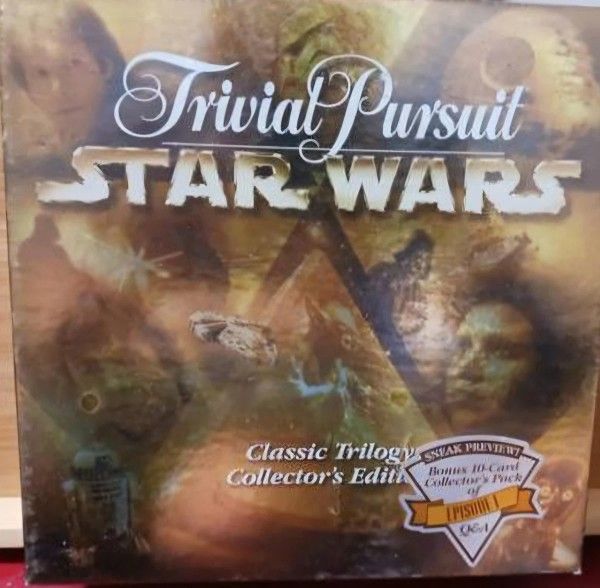 Trivial Pursuit
STAR WARS
Classic Trilogy
Collector's Editi
SNEAK PREVIEW!
Bonus 10-Card
Collector's Pack
of
EPISODE I
Q&A